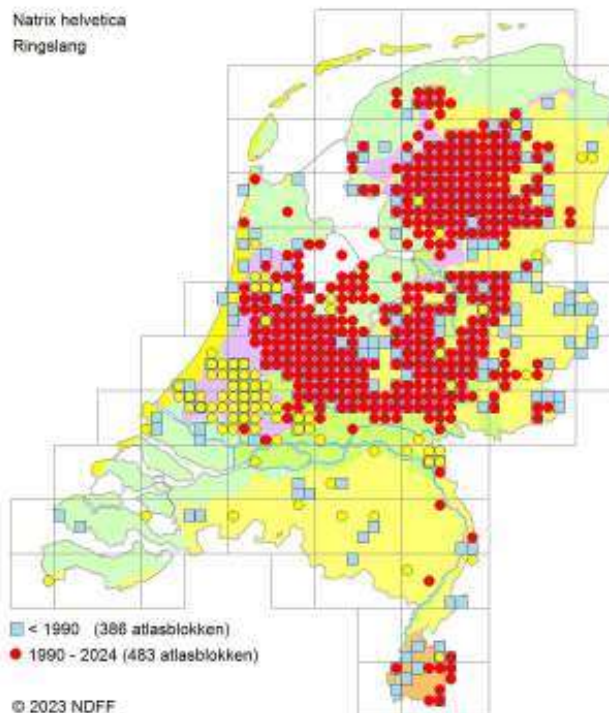 Natrix helvetica
Ringslang
< 1990 (386 atlasblokken)
1990 - 2024 (483 atlasblokken)
© 2023 NDFF